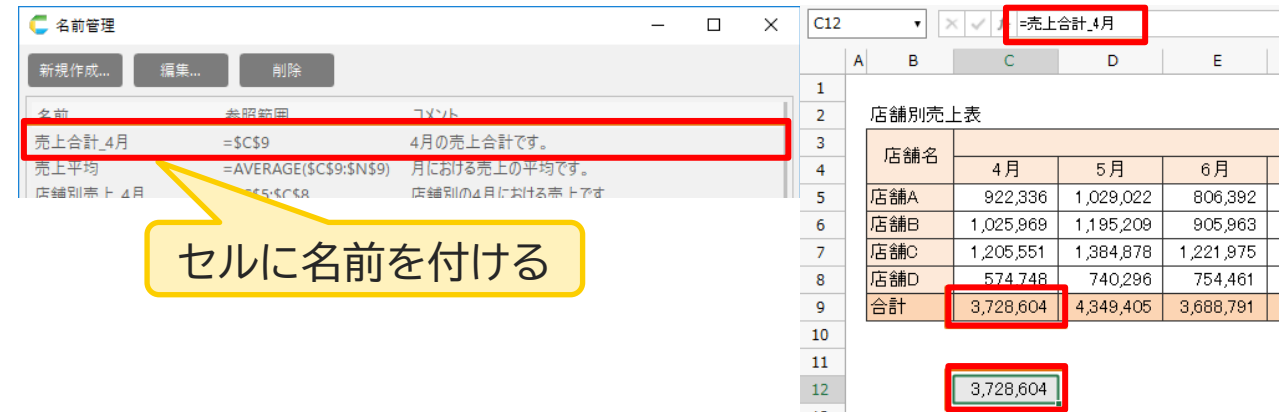 名前管理
新規作成... 編集... 削除
名前 参照範囲 コメント
売上合計_4月 =$C$9 4月の売上合計です。
売上平均 =AVERAGE($C$9:$N$9) 月における売上の平均です。
店舗別売上_4月 $5:$C$8 店舗別の4月における売上です
セルに名前を付ける
C12 =売上合計_4月
A B C D E
1
2 店舗別売上表
3 店舗名
4 4月 5月 6月
5 店舗A 922,336 1,029,022 806,392
6 店舗B 1,025,969 1,195,209 905,963
7 店舗C 1,205,551 1,384,878 1,221,975
8 店舗D 574,748 740,296 754,461
9 合計 3,728,604 4,349,405 3,688,791
10
11
12 3,728,604